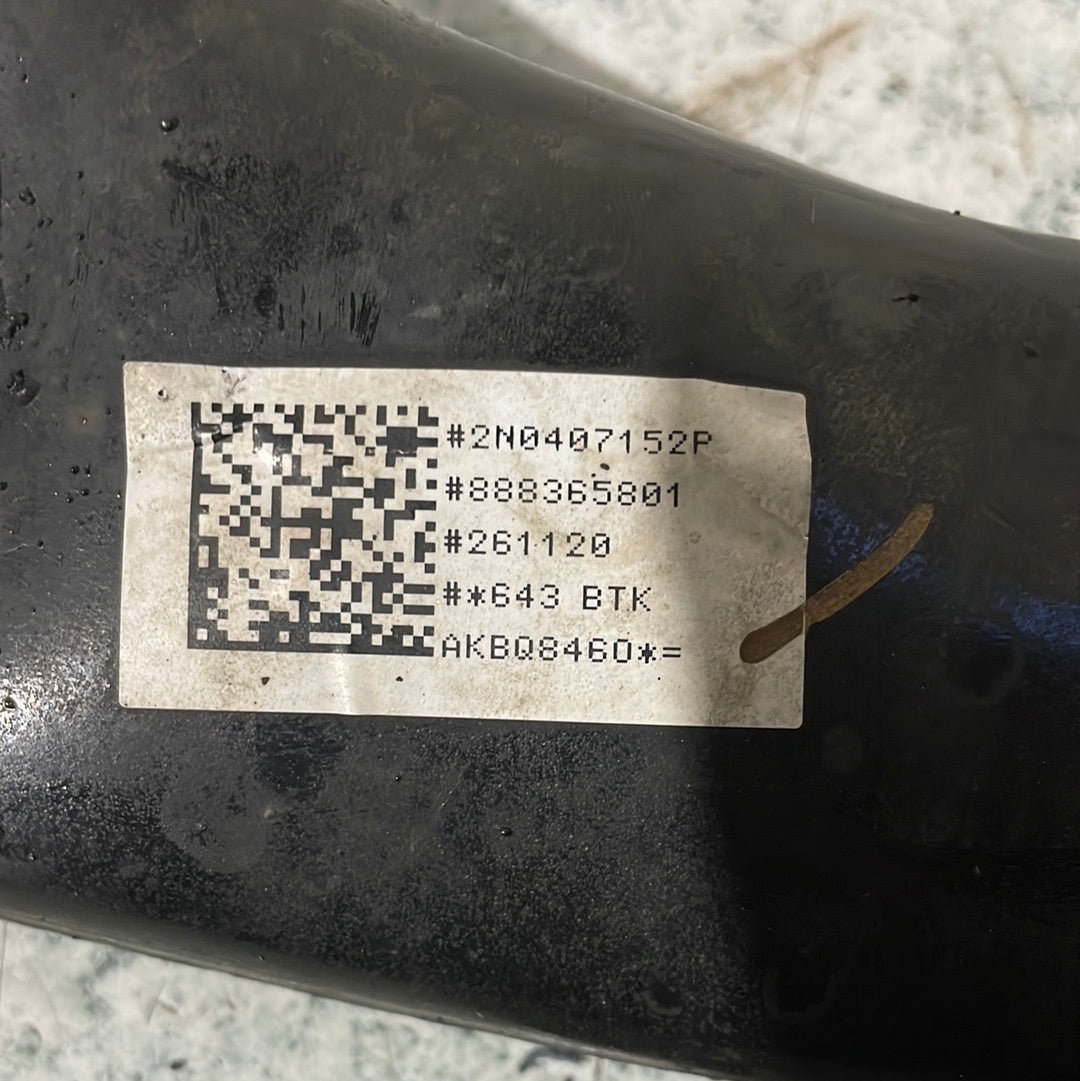 #2N0407152P
#888365801
#261120
#*643 BTK
AKBQ8460*=